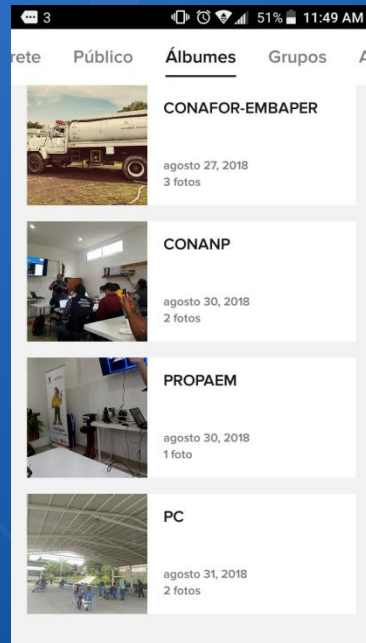 3 51% 11:49 AM
rete Público Álbumes Grupos A
CONAFOR-EMBAPER
agosto 27, 2018
3 fotos
CONANP
agosto 30, 2018
2 fotos
PROPAEM
agosto 30, 2018
1 foto
PC
agosto 31, 2018
2 fotos